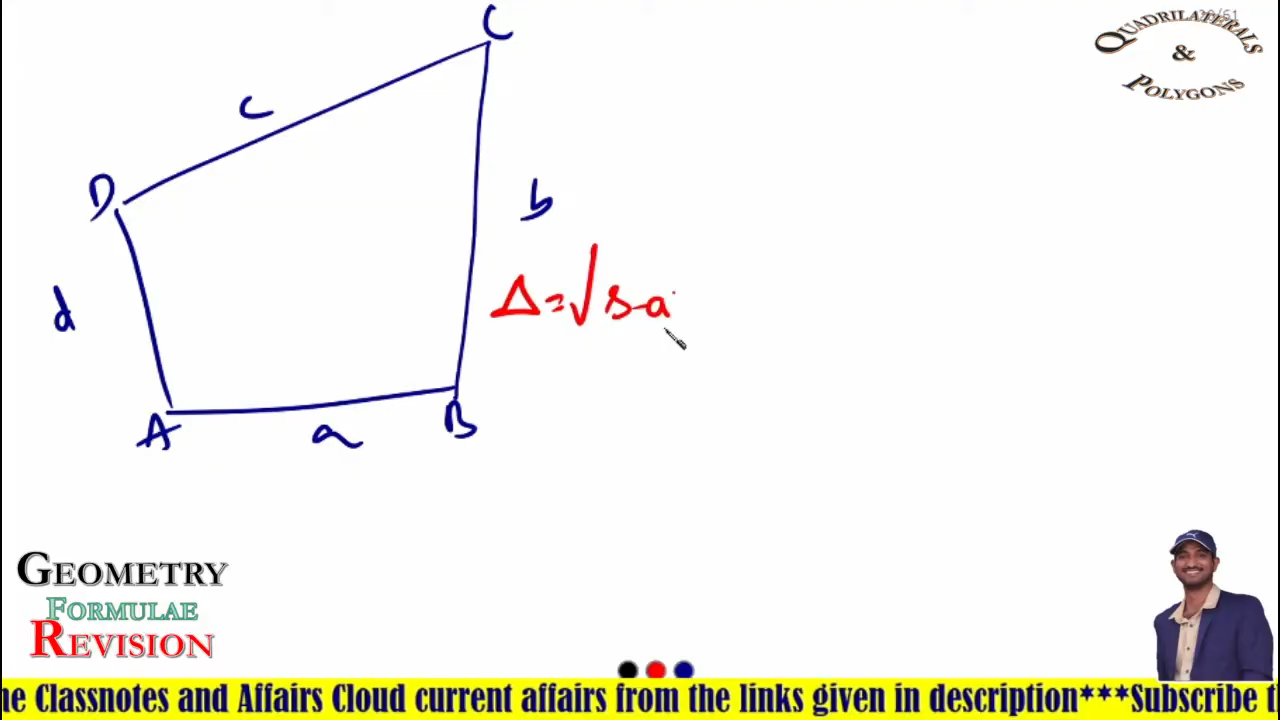 C
QUADRILATERALS
&
POLYGONS
c
D
b
d
Δ=√s-a
A
a
B
GEOMETRY
FORMULAE
REVISION
he Classnotes and Affairs Cloud current affairs from the links given in description***Subscribe t